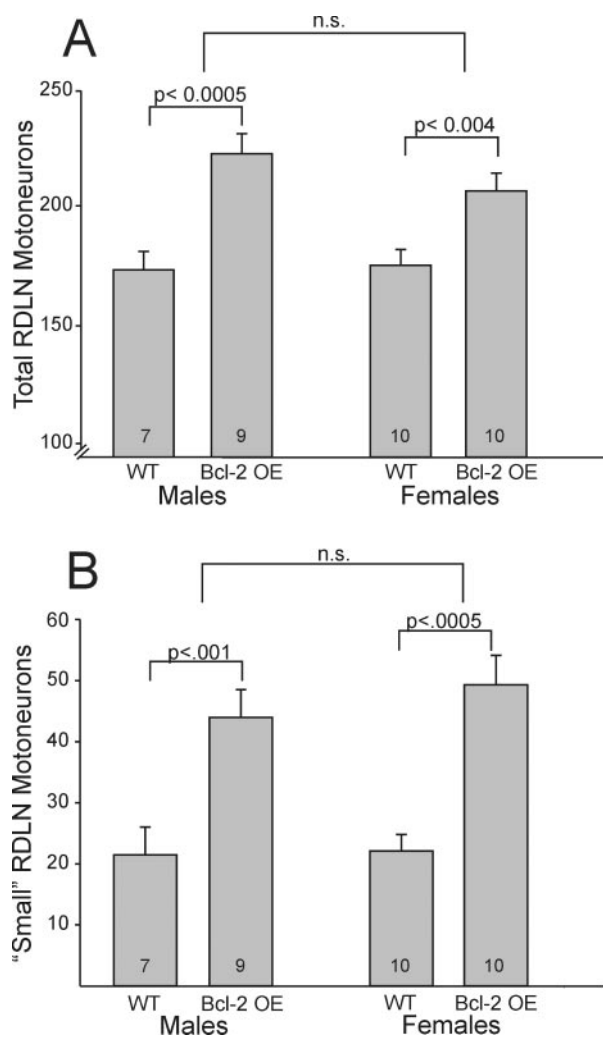 A
n.s.
250
p< 0.0005
p< 0.004
200
150
100
Total RDLN Motoneurons
7
9
10
10
WT
Bcl-2 OE
WT
Bcl-2 OE
Males
Females
B
n.s.
60
p<.001
p<.0005
50
40
30
20
10
"Small" RDLN Motoneurons
7
9
10
10
WT
Bcl-2 OE
WT
Bcl-2 OE
Males
Females